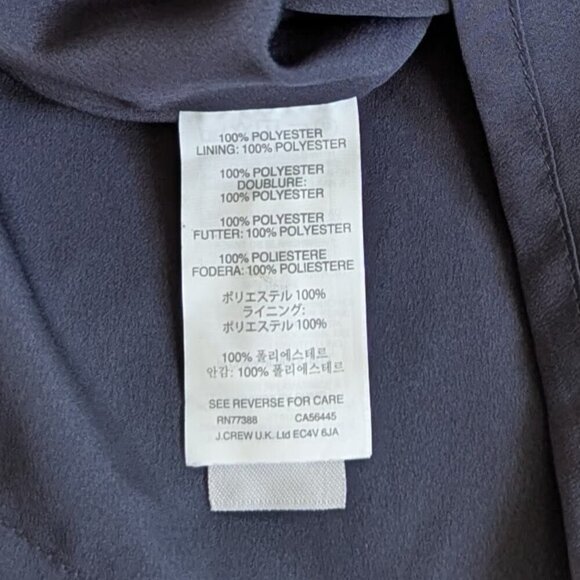 100% POLYESTER
LINING: 100% POLYESTER
100% POLYESTER
DOUBLURE:
100% POLYESTER
100% POLYESTER
FUTTER: 100% POLYESTER
100% POLIESTERE
FODERA: 100% POLIESTERE
ポリエステル 100%
ライニング:
ポリエステル 100%
100% 폴리에스테르
안감: 100% 폴리에스테르
SEE REVERSE FOR CARE
RN77388 CA56445
J.CREW U.K. Ltd EC4V 6JA